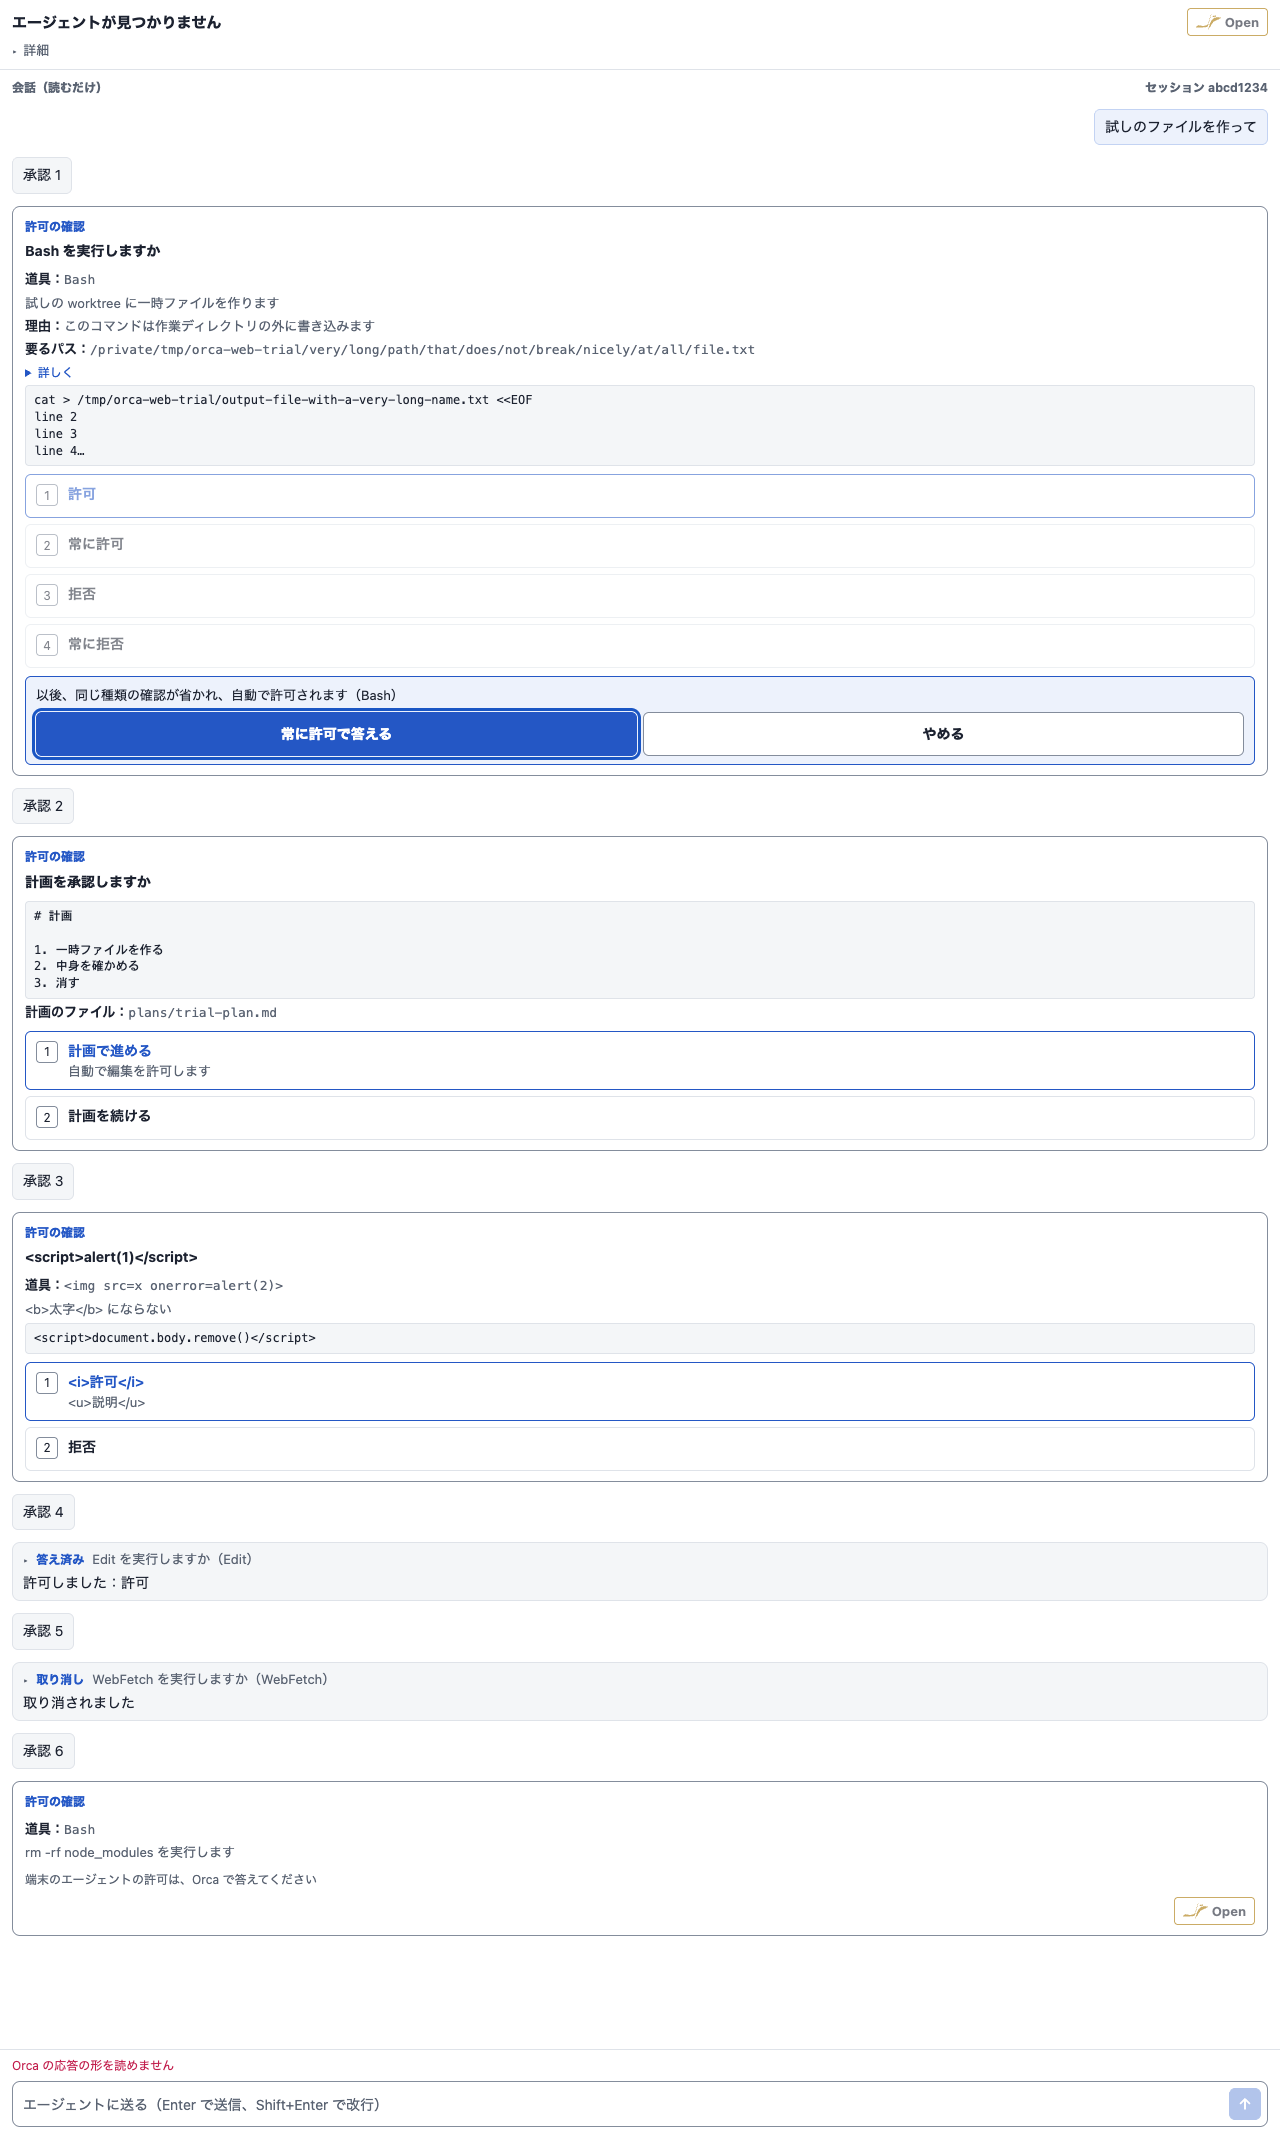 エージェントが見つかりません
Open
詳細
会話（読むだけ）
セッション abcd1234
試しのファイルを作って
承認 1
許可の確認
Bash を実行しますか
道具：Bash
試しの worktree に一時ファイルを作ります
理由：このコマンドは作業ディレクトリの外に書き込みます
要るパス：/private/tmp/orca-web-trial/very/long/path/that/does/not/break/nicely/at/all/file.txt
詳しく
cat > /tmp/orca-web-trial/output-file-with-a-very-long-name.txt <<EOF
line 2
line 3
line 4…
1 許可
2 常に許可
3 拒否
4 常に拒否
以後、同じ種類の確認が省かれ、自動で許可されます（Bash）
常に許可で答える
やめる
承認 2
許可の確認
計画を承認しますか
# 計画
1. 一時ファイルを作る
2. 中身を確かめる
3. 消す
計画のファイル：plans/trial-plan.md
1 計画で進める
自動で編集を許可します
2 計画を続ける
承認 3
許可の確認
<script>alert(1)</script>
道具：<img src=x onerror=alert(2)>
<b>太字</b> にならない
<script>document.body.remove()</script>
1 <i>許可</i>
<u>説明</u>
2 拒否
承認 4
答え済み Edit を実行しますか（Edit）
許可しました：許可
承認 5
取り消し WebFetch を実行しますか（WebFetch）
取り消されました
承認 6
許可の確認
道具：Bash
rm -rf node_modules を実行します
端末のエージェントの許可は、Orca で答えてください
Open
Orca の応答の形を読めません
エージェントに送る（Enter で送信、Shift+Enter で改行）